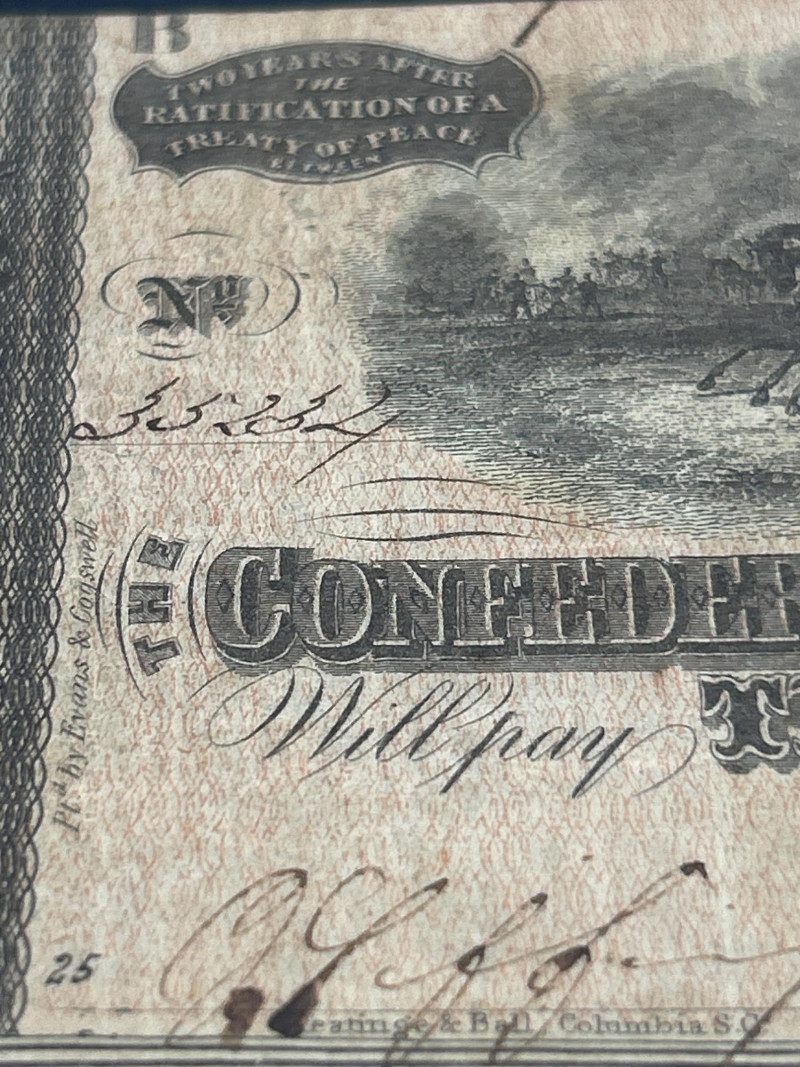 B
TWO YEARS AFTER
THE
RATIFICATION OF A
TREATY OF PEACE
BETWEEN
No
33234
THE CONFEDER
Will pay T
Ptd by Evans & Cogswell
25
Keatinge & Ball, Columbia S.C.